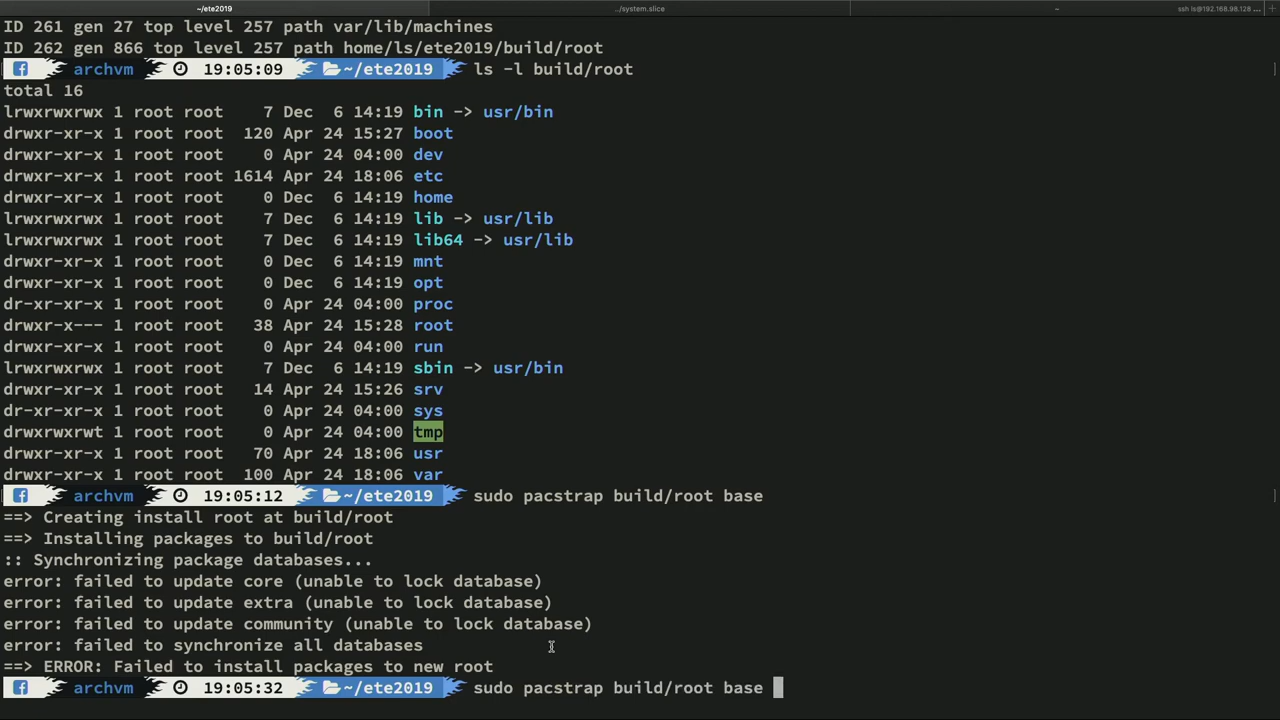 ~/ete2019 ../system.slice ~ ssh ls@192.168.98.128 ...
ID 261 gen 27 top level 257 path var/lib/machines
ID 262 gen 866 top level 257 path home/ls/ete2019/build/root
archvm 19:05:09 ~/ete2019 ls -l build/root
total 16
lrwxrwxrwx 1 root root 7 Dec 6 14:19 bin -> usr/bin
drwxr-xr-x 1 root root 120 Apr 24 15:27 boot
drwxr-xr-x 1 root root 0 Apr 24 04:00 dev
drwxr-xr-x 1 root root 1614 Apr 24 18:06 etc
drwxr-xr-x 1 root root 0 Dec 6 14:19 home
lrwxrwxrwx 1 root root 7 Dec 6 14:19 lib -> usr/lib
lrwxrwxrwx 1 root root 7 Dec 6 14:19 lib64 -> usr/lib
drwxr-xr-x 1 root root 0 Dec 6 14:19 mnt
drwxr-xr-x 1 root root 0 Dec 6 14:19 opt
dr-xr-xr-x 1 root root 0 Apr 24 04:00 proc
drwxr-x--- 1 root root 38 Apr 24 15:28 root
drwxr-xr-x 1 root root 0 Apr 24 04:00 run
lrwxrwxrwx 1 root root 7 Dec 6 14:19 sbin -> usr/bin
drwxr-xr-x 1 root root 14 Apr 24 15:26 srv
dr-xr-xr-x 1 root root 0 Apr 24 04:00 sys
drwxrwxrwt 1 root root 0 Apr 24 04:00 tmp
drwxr-xr-x 1 root root 70 Apr 24 18:06 usr
drwxr-xr-x 1 root root 100 Apr 24 18:06 var
archvm 19:05:12 ~/ete2019 sudo pacstrap build/root base
==> Creating install root at build/root
==> Installing packages to build/root
:: Synchronizing package databases...
error: failed to update core (unable to lock database)
error: failed to update extra (unable to lock database)
error: failed to update community (unable to lock database)
error: failed to synchronize all databases
==> ERROR: Failed to install packages to new root
archvm 19:05:32 ~/ete2019 sudo pacstrap build/root base